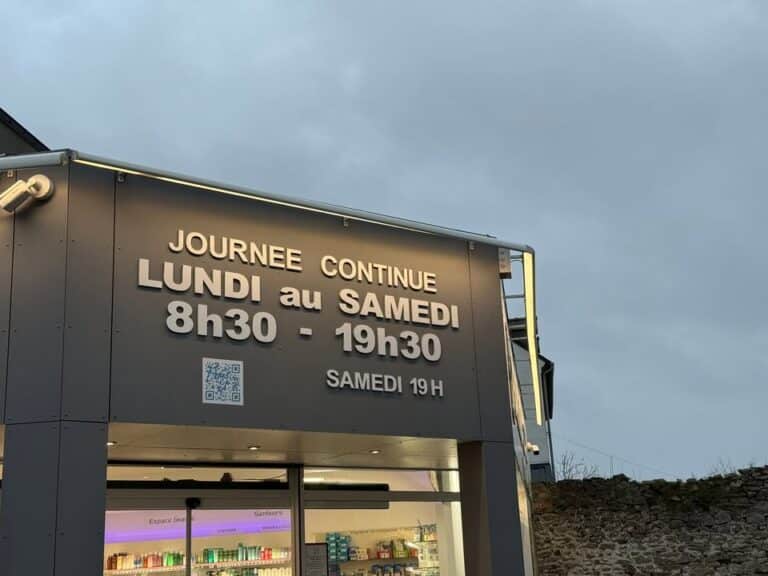 JOURNEE CONTINUE
LUNDI au SAMEDI
8h30 - 19h30
SAMEDI 19H